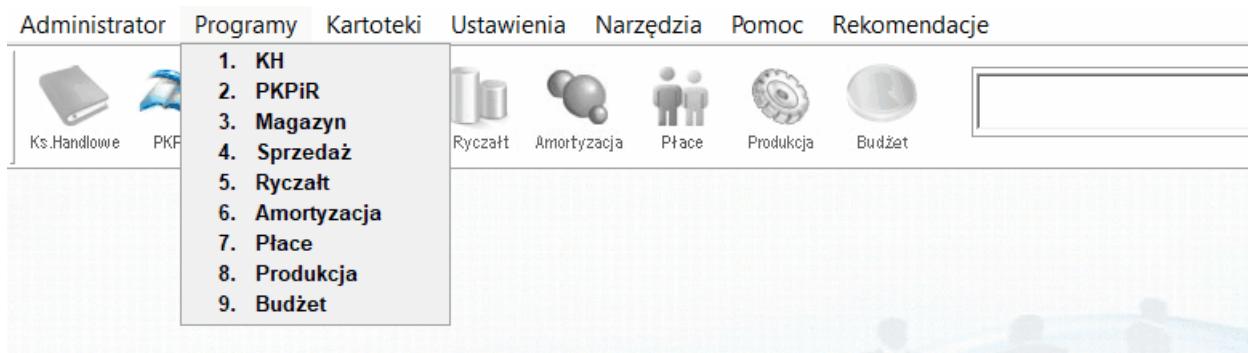 Administrator Programy Kartoteki Ustawienia Narzędzia Pomoc Rekomendacje
1. KH
2. PKPiR
3. Magazyn
4. Sprzedaż
5. Ryczałt
6. Amortyzacja
7. Płace
8. Produkcja
9. Budżet
Ks.Handlowe PKP Ryczałt Amortyzacja Płace Produkcja Budżet